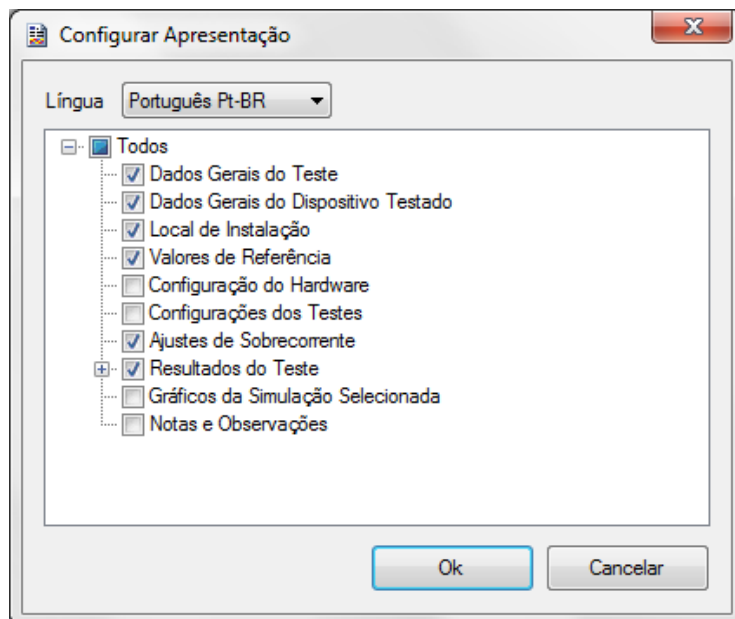 Configurar Apresentação
Língua Português Pt-BR
Todos
Dados Gerais do Teste
Dados Gerais do Dispositivo Testado
Local de Instalação
Valores de Referência
Configuração do Hardware
Configurações dos Testes
Ajustes de Sobrecorrente
Resultados do Teste
Gráficos da Simulação Selecionada
Notas e Observações
Ok Cancelar